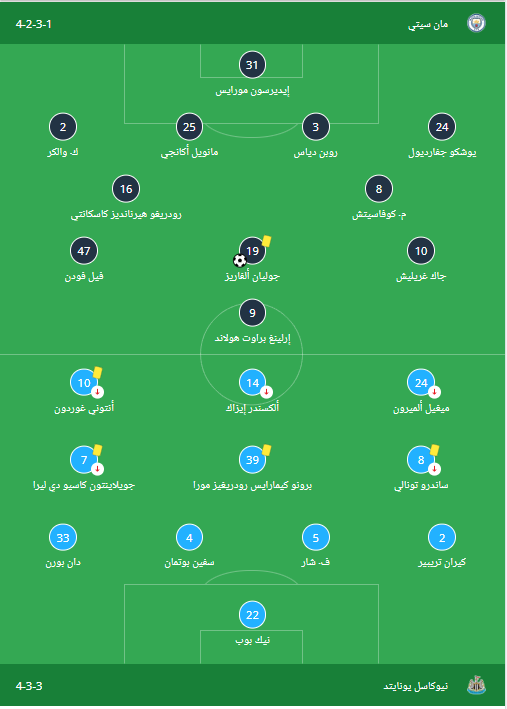 مان سيتي 4-2-3-1
31
إيديرسون مورايس
24 3 25 2
يوشكو جفارديول روبن دياس مانويل أكانجي ك. والكر
8 16
م. كوفاسيتش رودريغو هيرنانديز كاسكانتي
10 19 47
جاك غريليش جوليان ألفاريز فيل فودن
9
إرلينغ براوت هولاند
24 14 10
ميغيل ألميرون ألكسندر إيزاك أنتوني غوردون
8 39 7
ساندرو تونالي برونو كيمارايس رودريغيز مورا جويلاينتون كاسيو دي ليرا
2 5 4 33
كيران تريبير ف. شار سفين بوتمان دان بورن
22
نيك بوب
نيوكاسل يونايتد 4-3-3